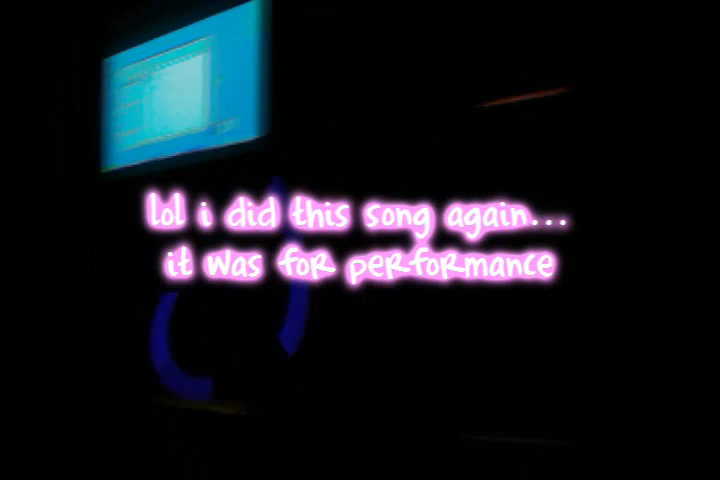 lol i did this song again...
it was for performance